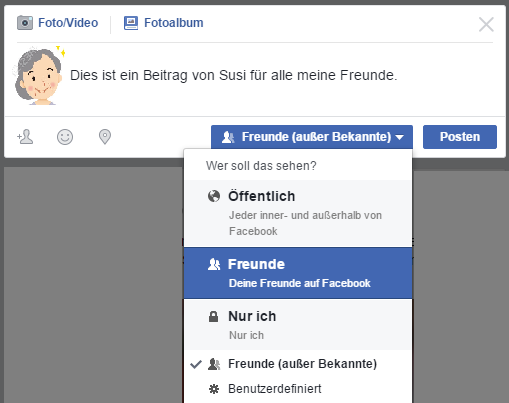 Foto/Video Fotoalbum
Dies ist ein Beitrag von Susi für alle meine Freunde.
Freunde (außer Bekannte) Posten
Wer soll das sehen?
Öffentlich
Jeder inner- und außerhalb von
Facebook
Freunde
Deine Freunde auf Facebook
Nur ich
Nur ich
Freunde (außer Bekannte)
Benutzerdefiniert